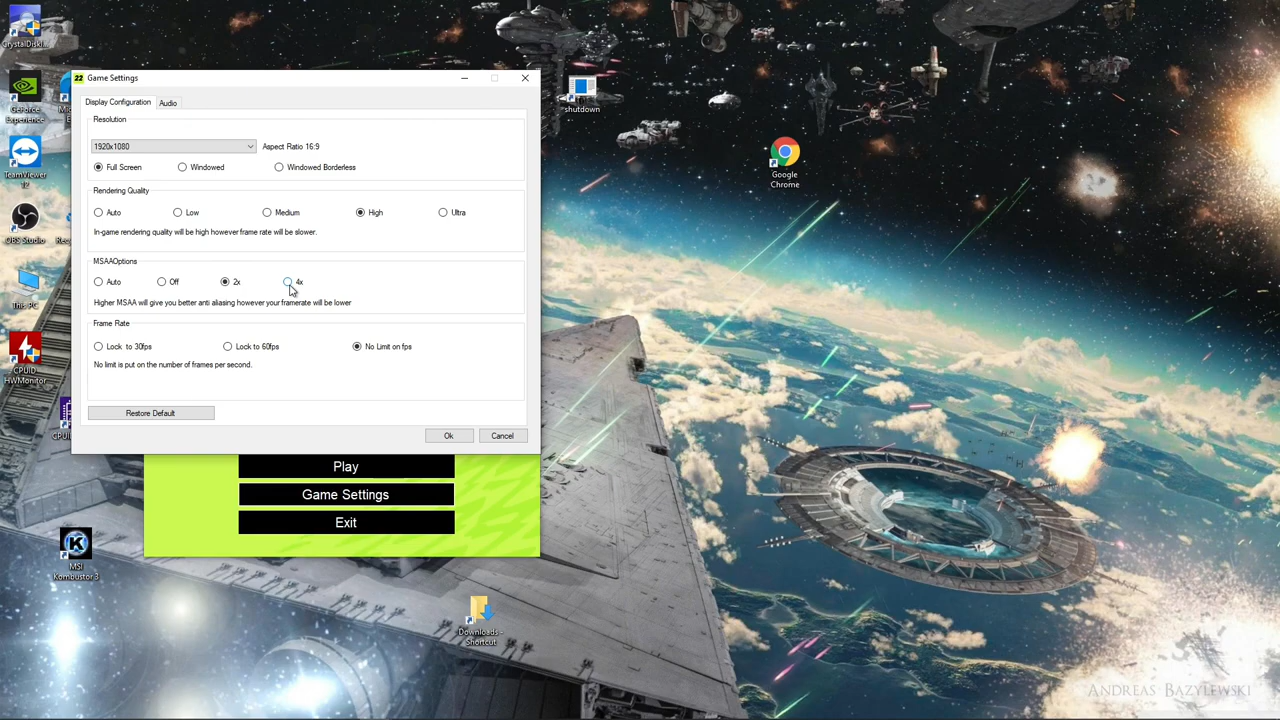 CrystalDiskI...
GeForce
Experience
TeamViewer
12
OBS Studio
This PC
CPUID
HWMonitor
MSI
Kombustor 3
22 Game Settings
Display Configuration Audio
Resolution
1920x1080 Aspect Ratio 16:9
Full Screen Windowed Windowed Borderless
Rendering Quality
Auto Low Medium High Ultra
In-game rendering quality will be high however frame rate will be slower.
MSAAOptions
Auto Off 2x 4x
Higher MSAA will give you better anti aliasing however your framerate will be lower
Frame Rate
Lock to 30fps Lock to 60fps No Limit on fps
No limit is put on the number of frames per second.
Restore Default
Ok Cancel
Play
Game Settings
Exit
shutdown
Google
Chrome
Downloads -
Shortcut
ANDREAS BAZYLEWSKI